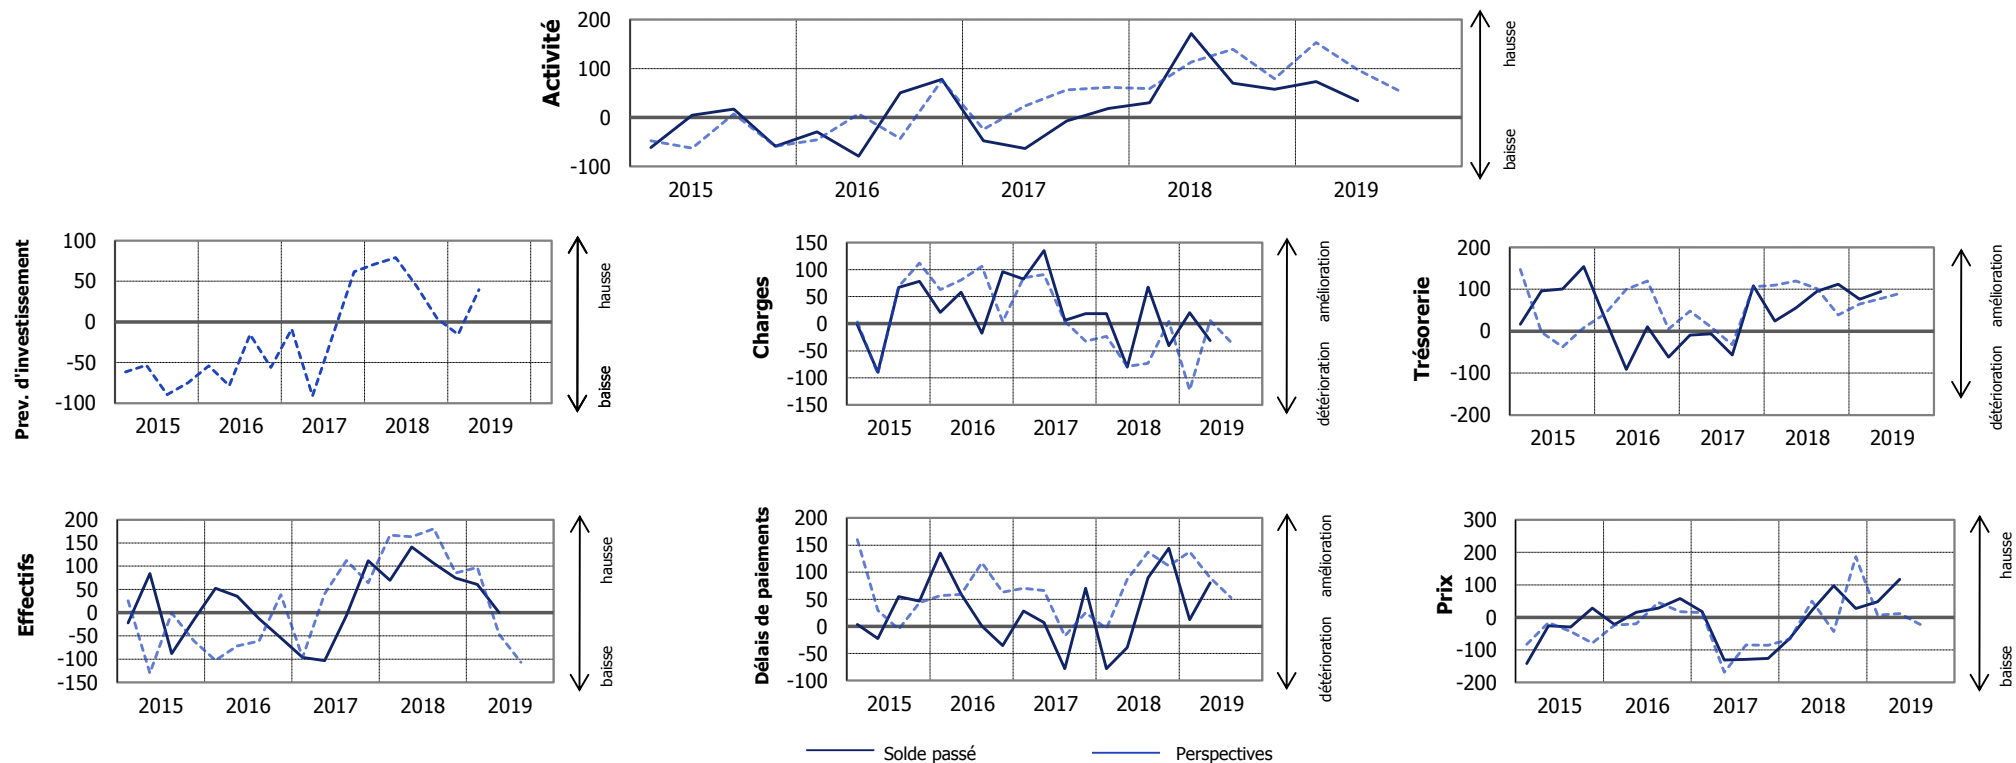 Activité
200
100
0
-100
2015 2016 2017 2018 2019
hausse
baisse
Prev. d'investissement
100
50
0
-50
-100
2015 2016 2017 2018 2019
hausse
baisse
Charges
150
100
50
0
-50
-100
-150
2015 2016 2017 2018 2019
amélioration
détérioration
Trésorerie
200
100
0
-100
-200
2015 2016 2017 2018 2019
amélioration
détérioration
Effectifs
200
150
100
50
0
-50
-100
-150
2015 2016 2017 2018 2019
hausse
baisse
Délais de paiements
200
150
100
50
0
-50
-100
2015 2016 2017 2018 2019
amélioration
détérioration
Prix
300
200
100
0
-100
-200
2015 2016 2017 2018 2019
hausse
baisse
Solde passé Perspectives